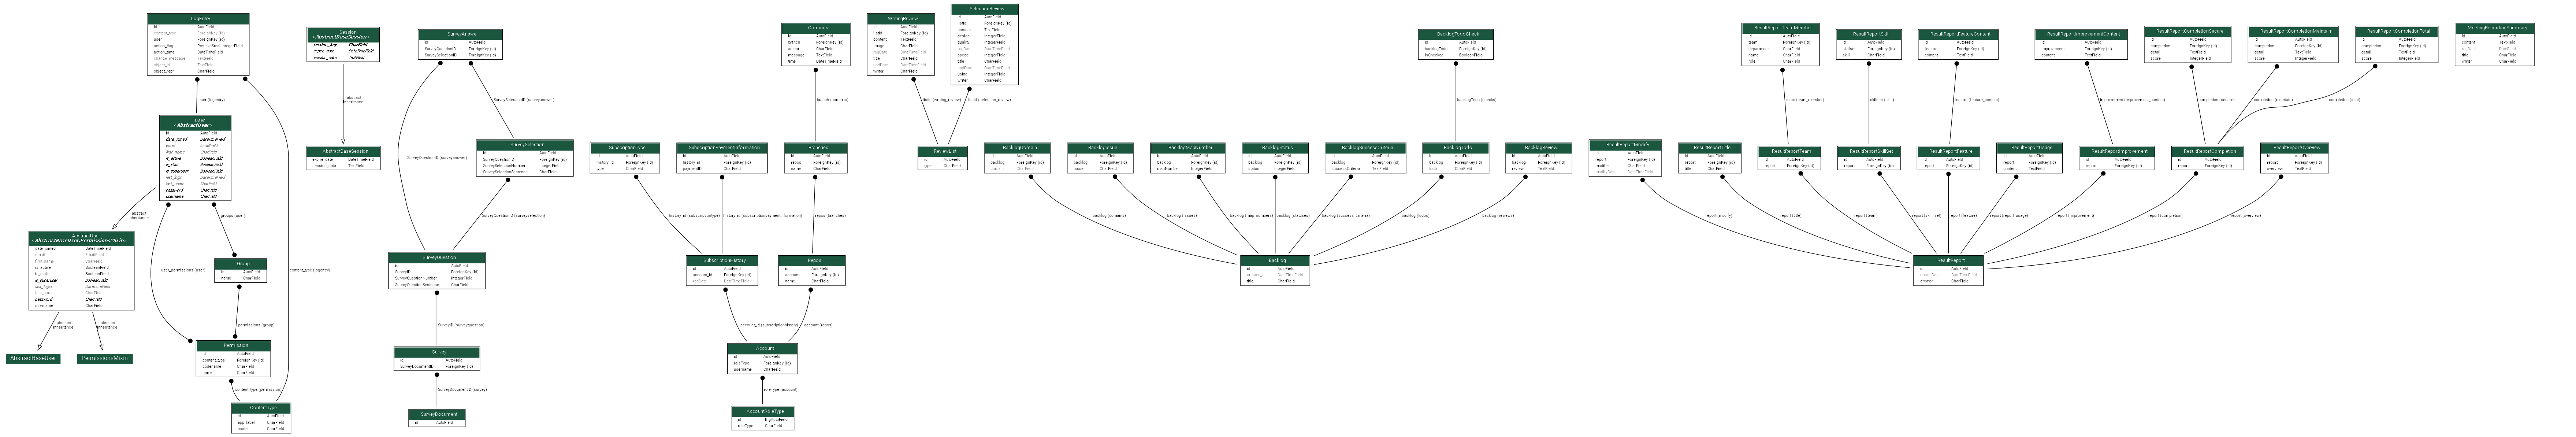 LogEntry
id AutoField
content_type ForeignKey (id)
user ForeignKey (id)
action_flag PositiveSmallIntegerField
action_time DateTimeField
change_message TextField
object_id TextField
object_repr CharField
Session
<AbstractBaseSession>
session_key CharField
expire_date DateTimeField
session_data TextField
SurveyAnswer
id AutoField
SurveyQuestionID ForeignKey (id)
SurveySelectionID ForeignKey (id)
Commits
id AutoField
branch ForeignKey (id)
author CharField
message TextField
time DateTimeField
WritingReview
id AutoField
listId ForeignKey (id)
content TextField
image CharField
regDate DateTimeField
title CharField
updDate DateTimeField
writer CharField
SelectionReview
id AutoField
listId ForeignKey (id)
content TextField
design IntegerField
quality IntegerField
regDate DateTimeField
speed IntegerField
title CharField
updDate DateTimeField
using IntegerField
writer CharField
BacklogTodoCheck
id AutoField
backlogTodo ForeignKey (id)
isChecked BooleanField
ResultReportTeamMember
id AutoField
team ForeignKey (id)
department CharField
name CharField
role CharField
ResultReportSkill
id AutoField
skillset ForeignKey (id)
skill CharField
ResultReportFeatureContent
id AutoField
feature ForeignKey (id)
content TextField
ResultReportImprovementContent
id AutoField
improvement ForeignKey (id)
content TextField
ResultReportCompletionSecure
id AutoField
completion ForeignKey (id)
detail TextField
score IntegerField
ResultReportCompletionMaintain
id AutoField
completion ForeignKey (id)
detail TextField
score IntegerField
ResultReportCompletionTotal
id AutoField
completion ForeignKey (id)
detail TextField
score IntegerField
MeetingRecordingSummary
id AutoField
content TextField
regDate DateField
title CharField
writer CharField
user (logentry)
abstract
inheritance
SurveySelectionID (surveyanswer)
branch (commits)
listId (writing_review)
listId (selection_review)
backlogTodo (checks)
team (team_member)
skillset (skill)
feature (feature_content)
improvement (improvement_content)
completion (secure)
completion (maintain)
completion (total)
User
<AbstractUser>
id AutoField
date_joined DateTimeField
email EmailField
first_name CharField
is_active BooleanField
is_staff BooleanField
is_superuser BooleanField
last_login DateTimeField
last_name CharField
password CharField
username CharField
AbstractBaseSession
expire_date DateTimeField
session_data TextField
SurveyQuestionID (surveyanswer)
SurveySelection
id AutoField
SurveyQuestionID ForeignKey (id)
SurveySelectionNumber IntegerField
SurveySelectionSentence CharField
SubscriptionType
id AutoField
history_id ForeignKey (id)
type CharField
SubscriptionPaymentInformation
id AutoField
history_id ForeignKey (id)
paymentID CharField
Branches
id AutoField
repos ForeignKey (id)
name CharField
ReviewList
id AutoField
type CharField
BacklogDomain
id AutoField
backlog ForeignKey (id)
domain CharField
BacklogIssue
id AutoField
backlog ForeignKey (id)
issue CharField
BacklogMapNumber
id AutoField
backlog ForeignKey (id)
mapNumber IntegerField
BacklogStatus
id AutoField
backlog ForeignKey (id)
status IntegerField
BacklogSuccessCriteria
id AutoField
backlog ForeignKey (id)
successCriteria TextField
BacklogTodo
id AutoField
backlog ForeignKey (id)
todo CharField
BacklogReview
id AutoField
backlog ForeignKey (id)
review TextField
ResultReportModify
id AutoField
report ForeignKey (id)
modifier CharField
modifyDate DateTimeField
ResultReportTitle
id AutoField
report ForeignKey (id)
title CharField
ResultReportTeam
id AutoField
report ForeignKey (id)
ResultReportSkillSet
id AutoField
report ForeignKey (id)
ResultReportFeature
id AutoField
report ForeignKey (id)
ResultReportUsage
id AutoField
report ForeignKey (id)
content TextField
ResultReportImprovement
id AutoField
report ForeignKey (id)
ResultReportCompletion
id AutoField
report ForeignKey (id)
ResultReportOverview
id AutoField
report ForeignKey (id)
overview TextField
abstract
inheritance
groups (user)
user_permissions (user)
content_type (logentry)
SurveyQuestionID (surveyselection)
history_id (subscriptiontype)
history_id (subscriptionpaymentinformation)
repos (branches)
backlog (domains)
backlog (issues)
backlog (map_numbers)
backlog (statuses)
backlog (success_criteria)
backlog (todos)
backlog (reviews)
report (modify)
report (title)
report (team)
report (skill_set)
report (feature)
report (report_usage)
report (improvement)
report (completion)
report (overview)
AbstractUser
<AbstractBaseUser,PermissionsMixin>
date_joined DateTimeField
email EmailField
first_name CharField
is_active BooleanField
is_staff BooleanField
is_superuser BooleanField
last_login DateTimeField
last_name CharField
password CharField
username CharField
Group
id AutoField
name CharField
SurveyQuestion
id AutoField
SurveyID ForeignKey (id)
SurveyQuestionNumber IntegerField
SurveyQuestionSentence CharField
SubscriptionHistory
id AutoField
account_id ForeignKey (id)
regDate DateTimeField
Repos
id AutoField
account ForeignKey (id)
name CharField
Backlog
id AutoField
created_at DateTimeField
title CharField
ResultReport
id AutoField
createDate DateTimeField
creator CharField
abstract
inheritance
abstract
inheritance
permissions (group)
SurveyID (surveyquestion)
account_id (subscriptionhistory)
account (repos)
AbstractBaseUser
PermissionsMixin
Permission
id AutoField
content_type ForeignKey (id)
codename CharField
name CharField
Survey
id AutoField
SurveyDocumentID ForeignKey (id)
Account
id AutoField
roleType ForeignKey (id)
username CharField
content_type (permission)
SurveyDocumentID (survey)
roleType (account)
ContentType
id AutoField
app_label CharField
model CharField
SurveyDocument
id AutoField
AccountRoleType
id BigAutoField
roleType CharField